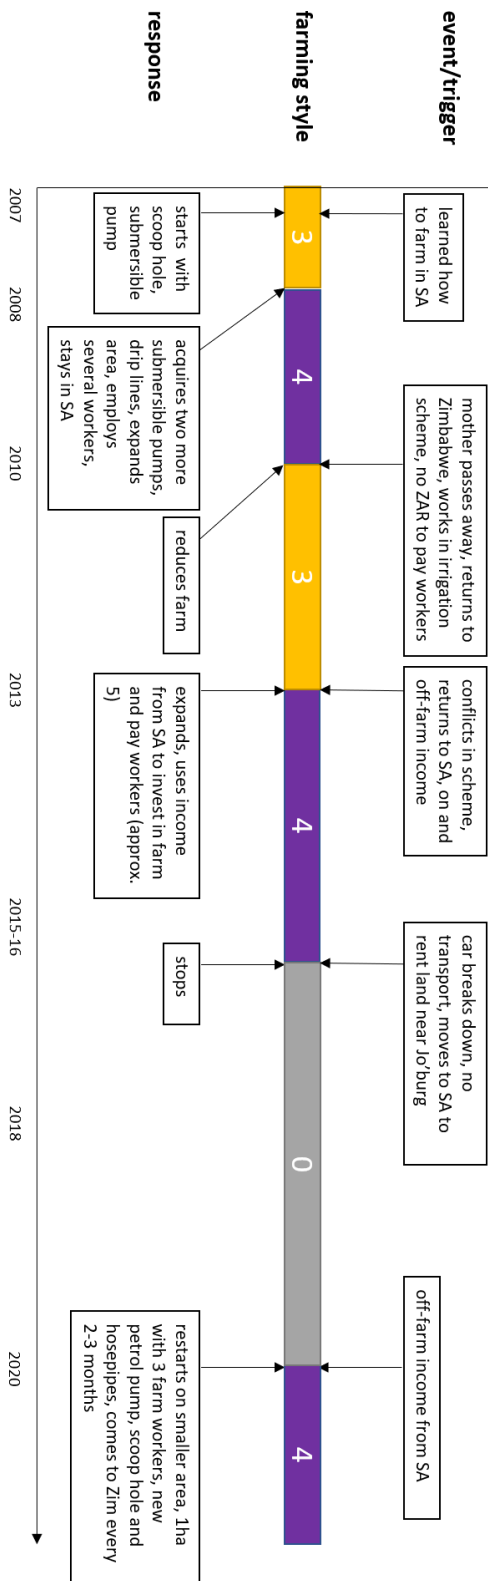 event/trigger
learned how
to farm in SA
mother passes away, returns to
Zimbabwe, works in irrigation
scheme, no ZAR to pay workers
conflicts in scheme,
returns to SA, on and
off-farm income
car breaks down, no
transport, moves to SA to
rent land near Jo'burg
off-farm income from SA
farming style
3
4
3
4
0
4
response
starts with
scoop hole,
submersible
pump
acquires two more
submersible pumps,
drip lines, expands
area, employs
several workers,
stays in SA
reduces farm
expands, uses income
from SA to invest in farm
and pay workers (approx.
5)
stops
restarts on smaller area, 1ha
with 3 farm workers, new
petrol pump, scoop hole and
hosepipes, comes to Zim every
2-3 months
2007
2008
2010
2013
2015-16
2018
2020